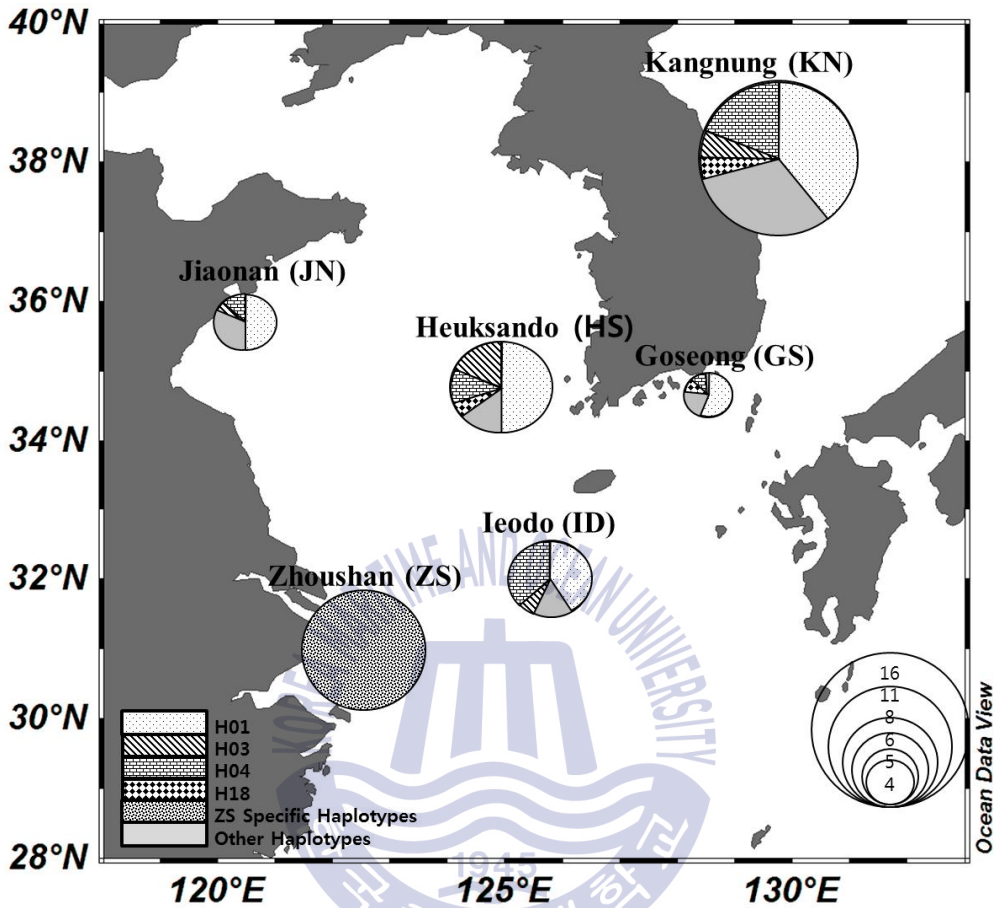 40°N
38°N
36°N
34°N
32°N
30°N
28°N
120°E
125°E
130°E
Kangnung (KN)
Jiaonan (JN)
Heuksando (HS)
Goseong (GS)
Ieodo (ID)
Zhoushan (ZS)
H01
H03
H04
H18
ZS Specific Haplotypes
Other Haplotypes
16
11
8
6
5
4
Ocean Data View
AND
UNIVERSITY
1945